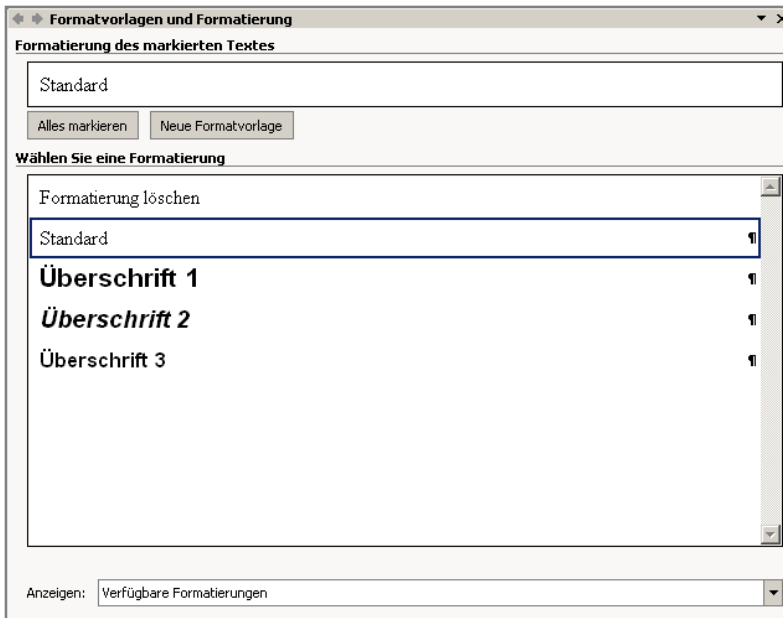 Formatvorlagen und Formatierung
Formatierung des markierten Textes
Standard
Alles markieren Neue Formatvorlage
Wählen Sie eine Formatierung
Formatierung löschen
Standard ¶
Überschrift 1 ¶
Überschrift 2 ¶
Überschrift 3 ¶
Anzeigen: Verfügbare Formatierungen